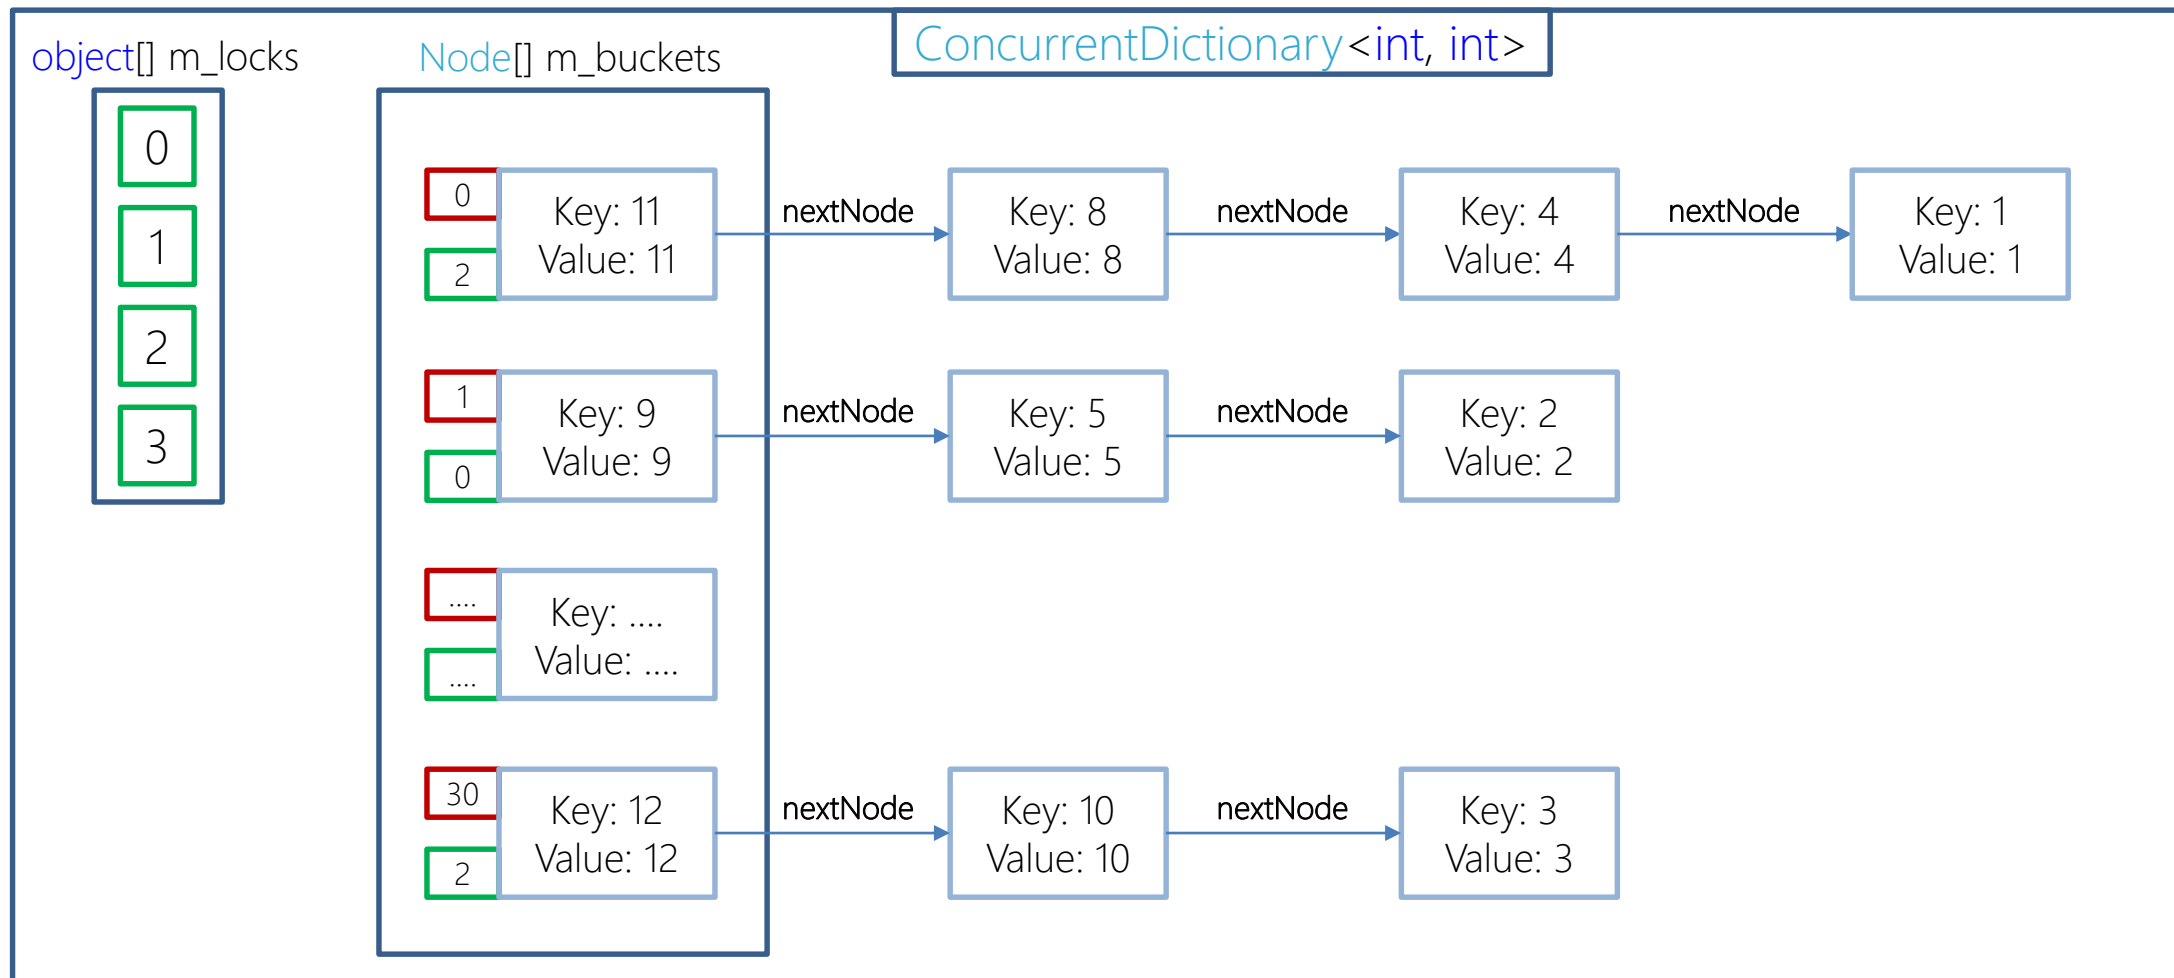 ConcurrentDictionary<int, int>
object[] m_locks
0
1
2
3
Node[] m_buckets
0
2
Key: 11
Value: 11
nextNode
Key: 8
Value: 8
nextNode
Key: 4
Value: 4
nextNode
Key: 1
Value: 1
1
0
Key: 9
Value: 9
nextNode
Key: 5
Value: 5
nextNode
Key: 2
Value: 2
....
....
Key: ....
Value: ....
30
2
Key: 12
Value: 12
nextNode
Key: 10
Value: 10
nextNode
Key: 3
Value: 3